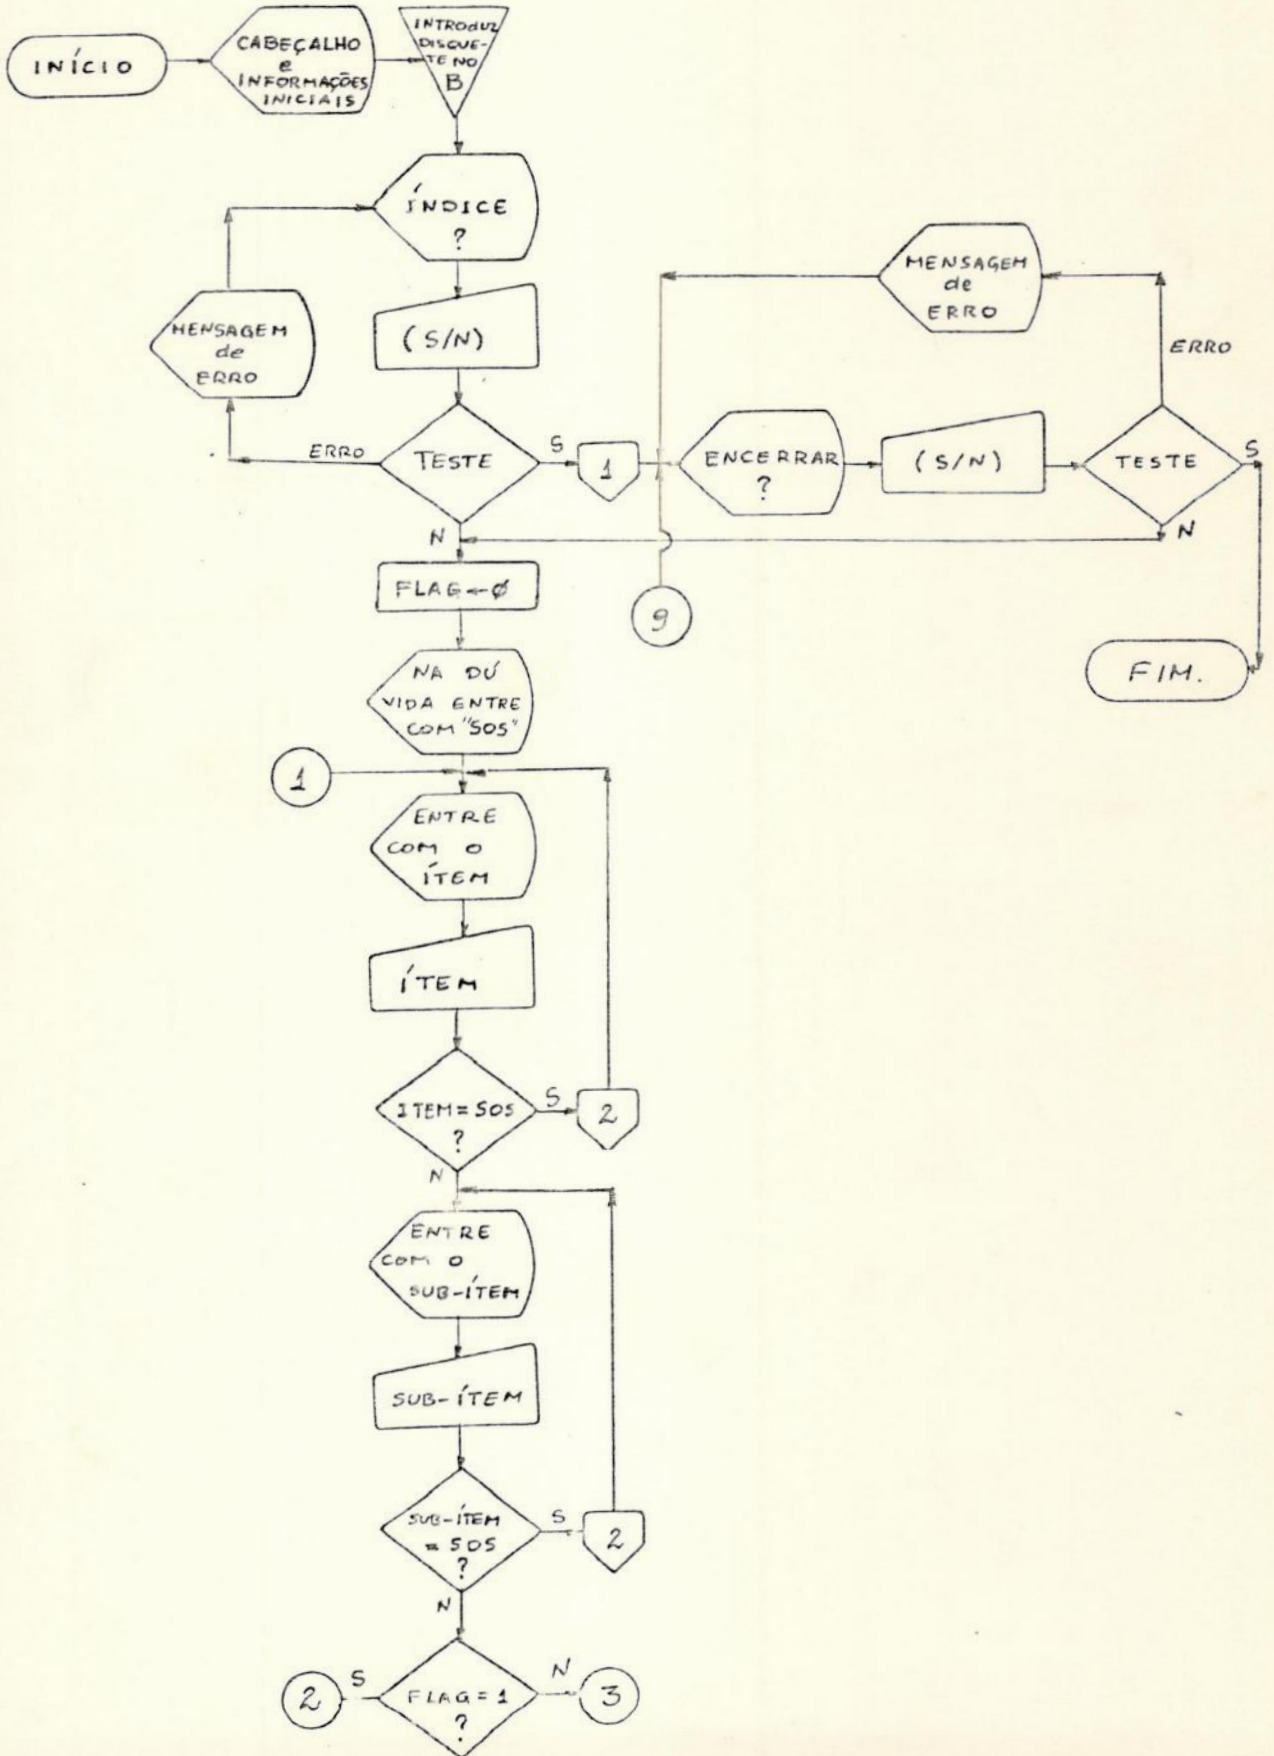 INÍCIO
CABEÇALHO
e
INFORMAÇÕES
INICIAIS
INTRODUZ
DISQUE-
TE NO
B
ÍNDICE
?
MENSAGEM
de
ERRO
(S/N)
MENSAGEM
de
ERRO
ERRO
ERRO
TESTE
S
1
ENCERRAR
?
(S/N)
TESTE
S
N
N
FLAG←Ø
9
FIM.
NA DÚ
VIDA ENTRE
COM "SOS"
1
ENTRE
COM O
ÍTEM
ÍTEM
ITEM = SOS
?
S
2
N
ENTRE
COM O
SUB-ÍTEM
SUB-ÍTEM
SUB-ÍTEM
= SOS
?
S
2
N
2
S
FLAG = 1
?
N
3